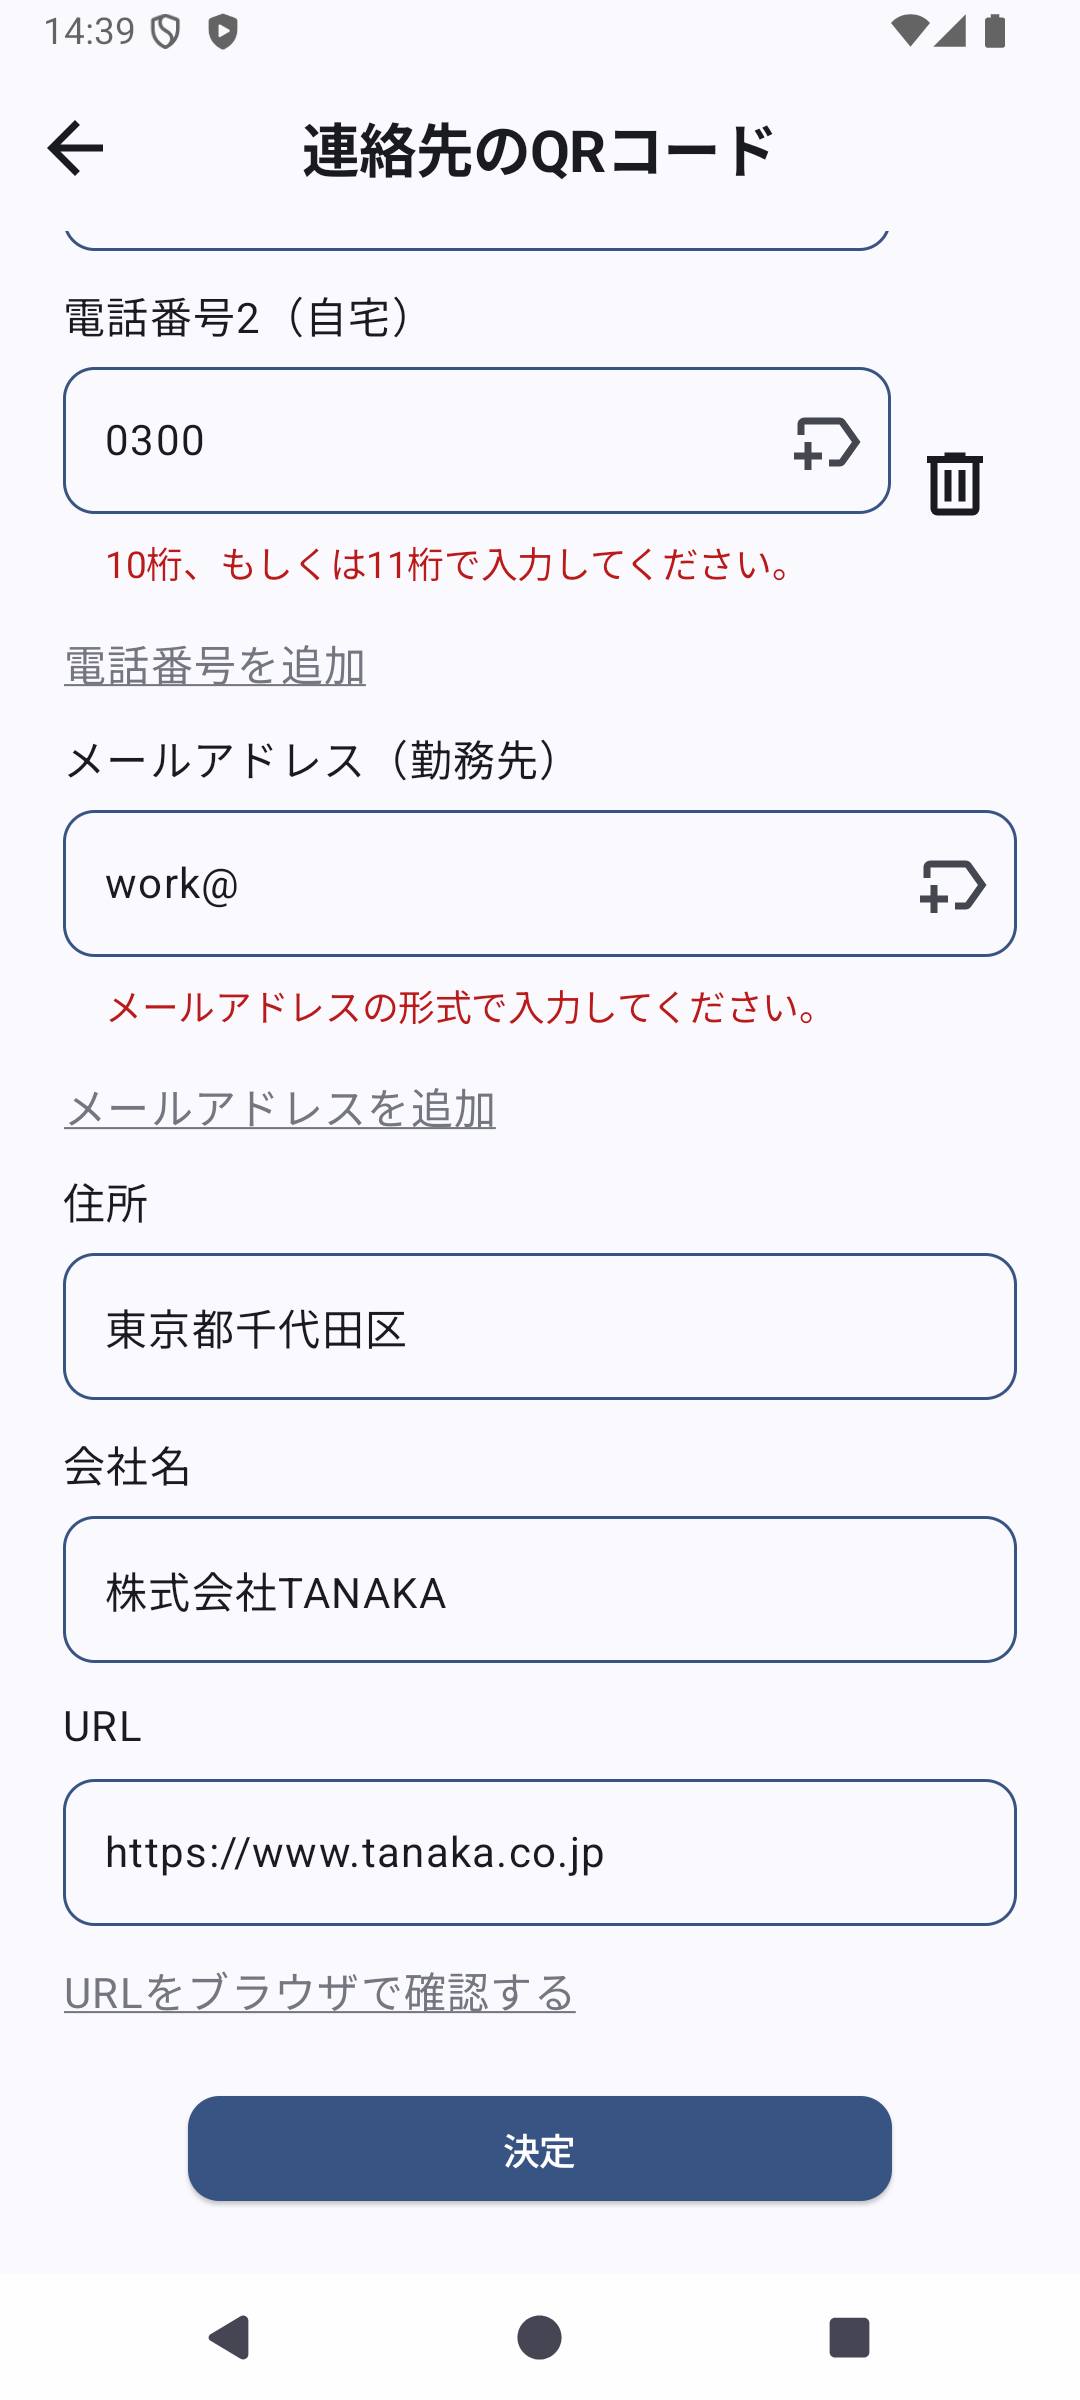 14:39
連絡先のQRコード
電話番号2（自宅）
0300
10桁、もしくは11桁で入力してください。
電話番号を追加
メールアドレス（勤務先）
work@
メールアドレスの形式で入力してください。
メールアドレスを追加
住所
東京都千代田区
会社名
株式会社TANAKA
URL
https://www.tanaka.co.jp
URLをブラウザで確認する
決定